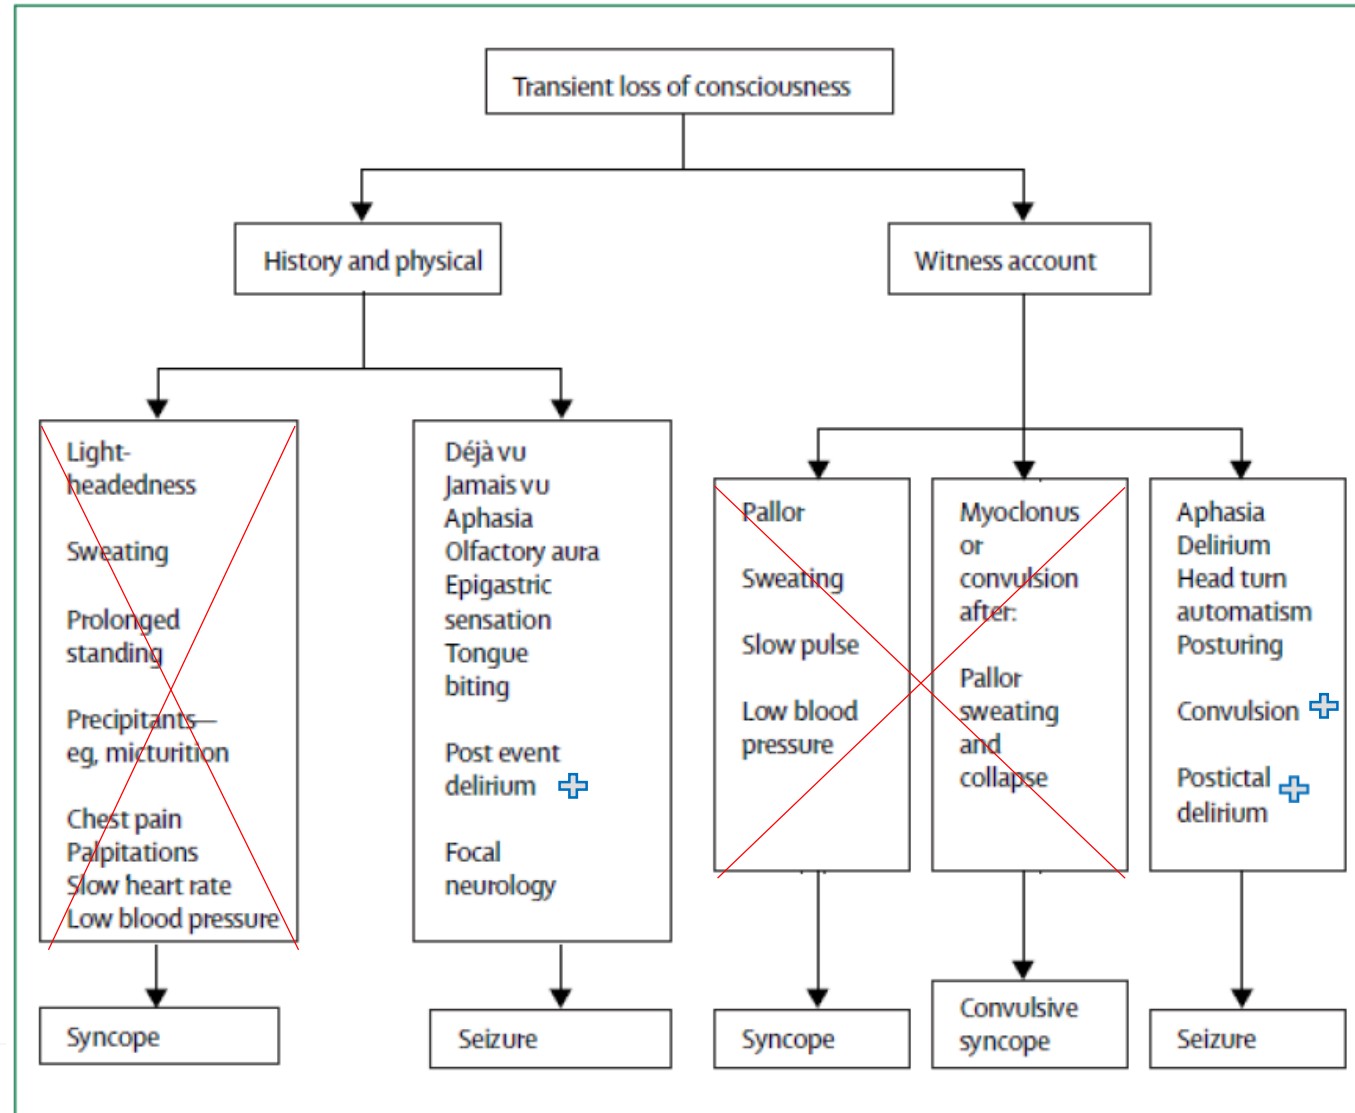 Transient loss of consciousness
History and physical
Witness account
Light-
headedness
Sweating
Prolonged
standing
Precipitants—
eg, micturition
Chest pain
Palpitations
Slow heart rate
Low blood pressure
Déjà vu
Jamais vu
Aphasia
Olfactory aura
Epigastric
sensation
Tongue
biting
Post event
delirium
Focal
neurology
Pallor
Sweating
Slow pulse
Low blood
pressure
Myoclonus
or
convulsion
after:
Pallor
sweating
and
collapse
Aphasia
Delirium
Head turn
automatism
Posturing
Convulsion
Postictal
delirium
Syncope
Seizure
Syncope
Convulsive
syncope
Seizure